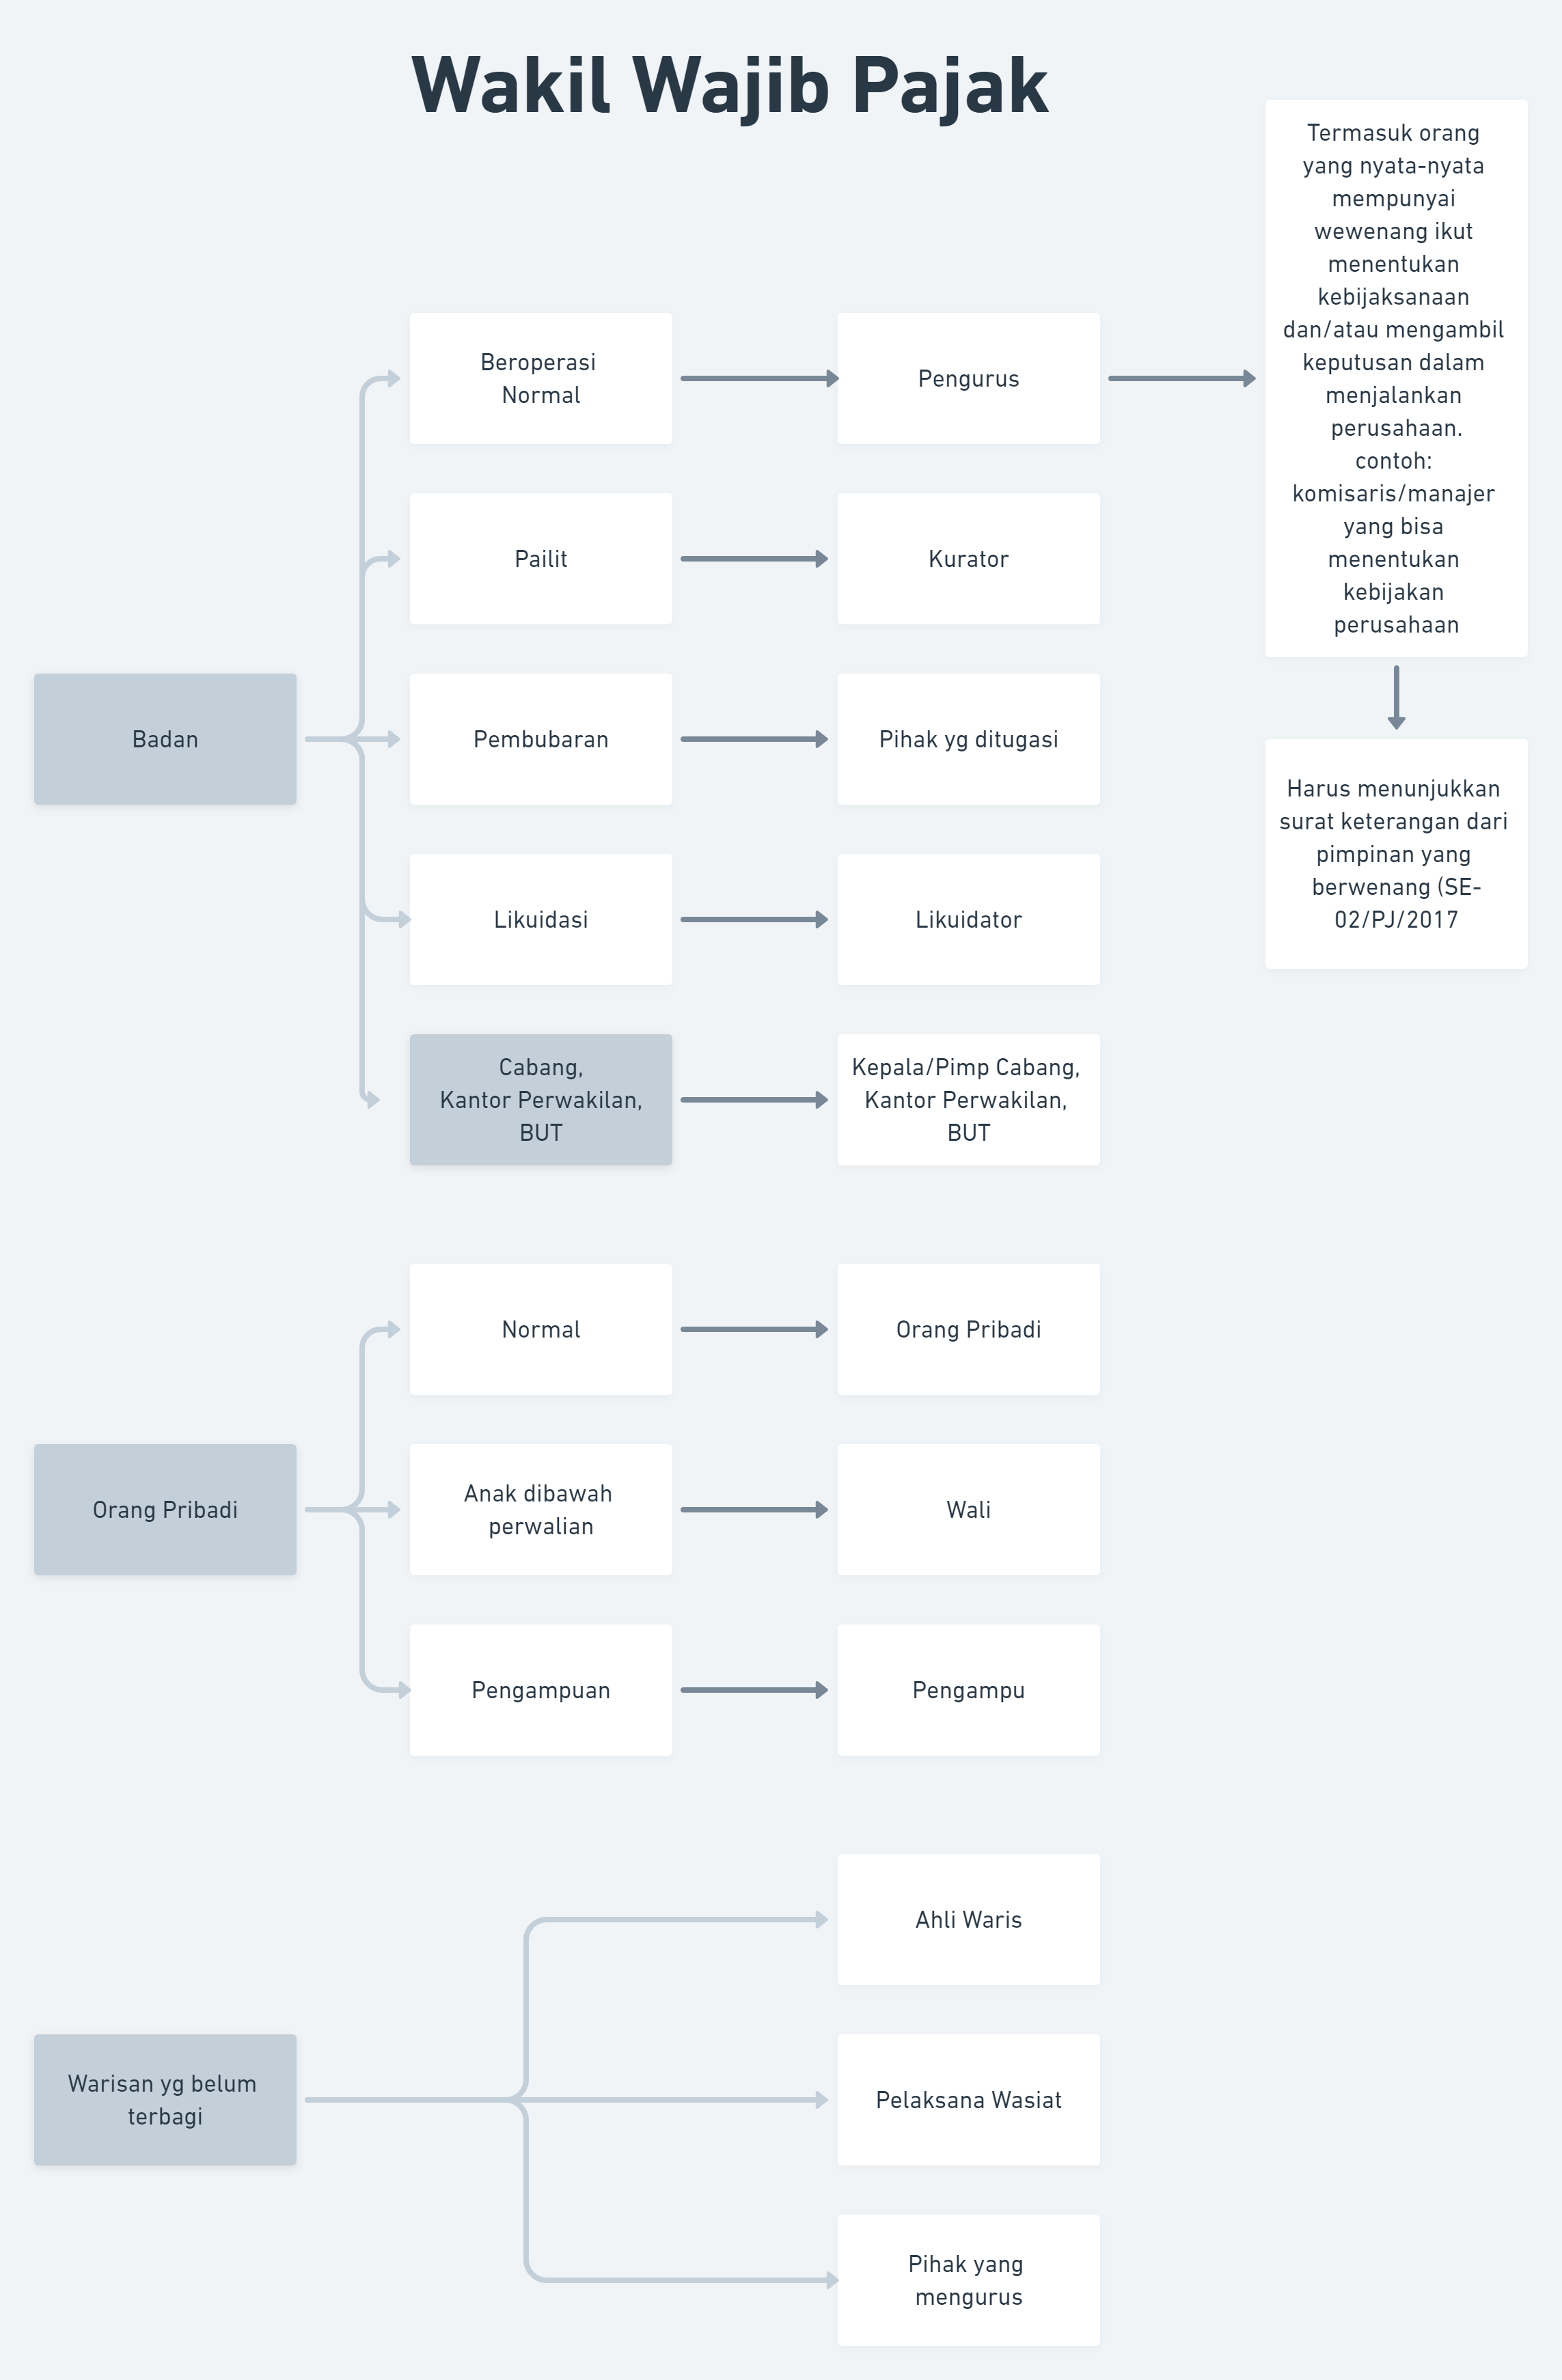 Wakil Wajib Pajak
Termasuk orang
yang nyata-nyata
mempunyai
wewenang ikut
menentukan
kebijaksanaan
dan/atau mengambil
keputusan dalam
menjalankan
perusahaan.
contoh:
komisaris/manajer
yang bisa
menentukan
kebijakan
perusahaan
Harus menunjukkan
surat keterangan dari
pimpinan yang
berwenang (SE-
02/PJ/2017
Badan
Beroperasi
Normal
Pengurus
Pailit
Kurator
Pembubaran
Pihak yg ditugasi
Likuidasi
Likuidator
Cabang,
Kantor Perwakilan,
BUT
Kepala/Pimp Cabang,
Kantor Perwakilan,
BUT
Orang Pribadi
Normal
Orang Pribadi
Anak dibawah
perwalian
Wali
Pengampuan
Pengampu
Warisan yg belum
terbagi
Ahli Waris
Pelaksana Wasiat
Pihak yang
mengurus